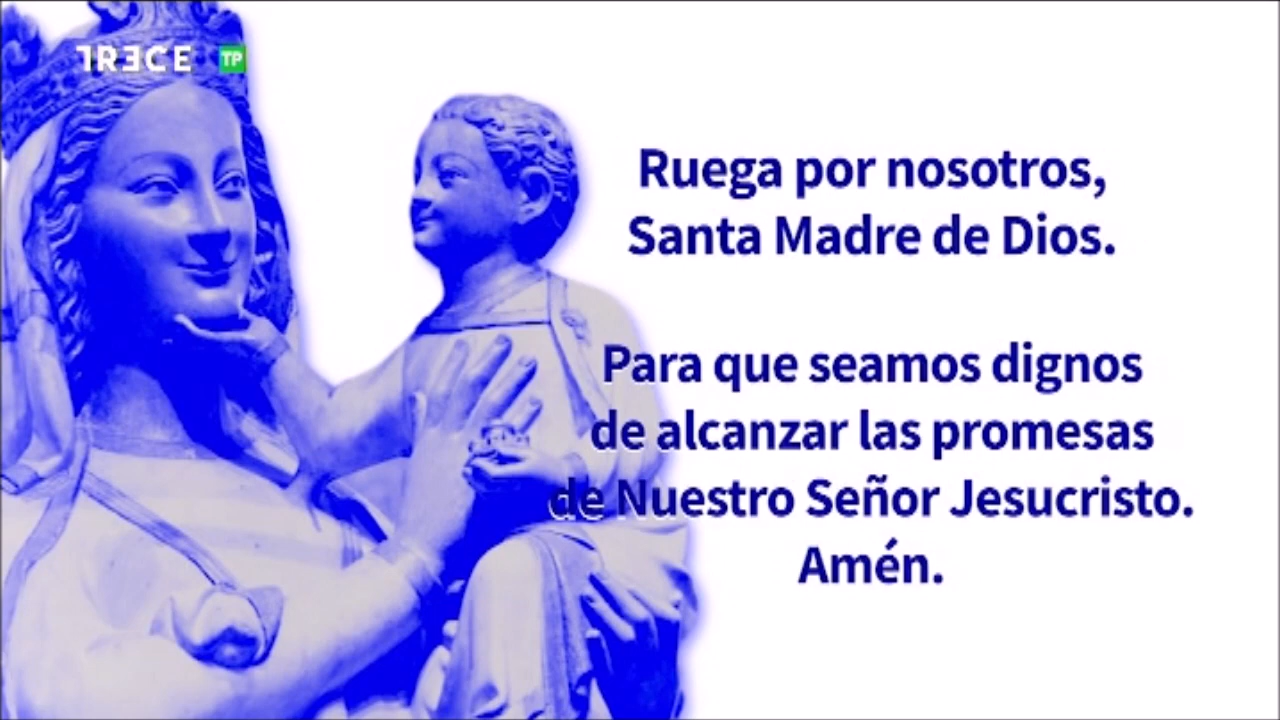 TRECE TP
Ruega por nosotros,
Santa Madre de Dios.
Para que seamos dignos
de alcanzar las promesas
de Nuestro Señor Jesucristo.
Amén.